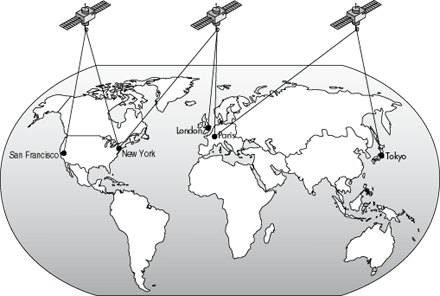 London
Paris
San Francisco
New York
Tokyo